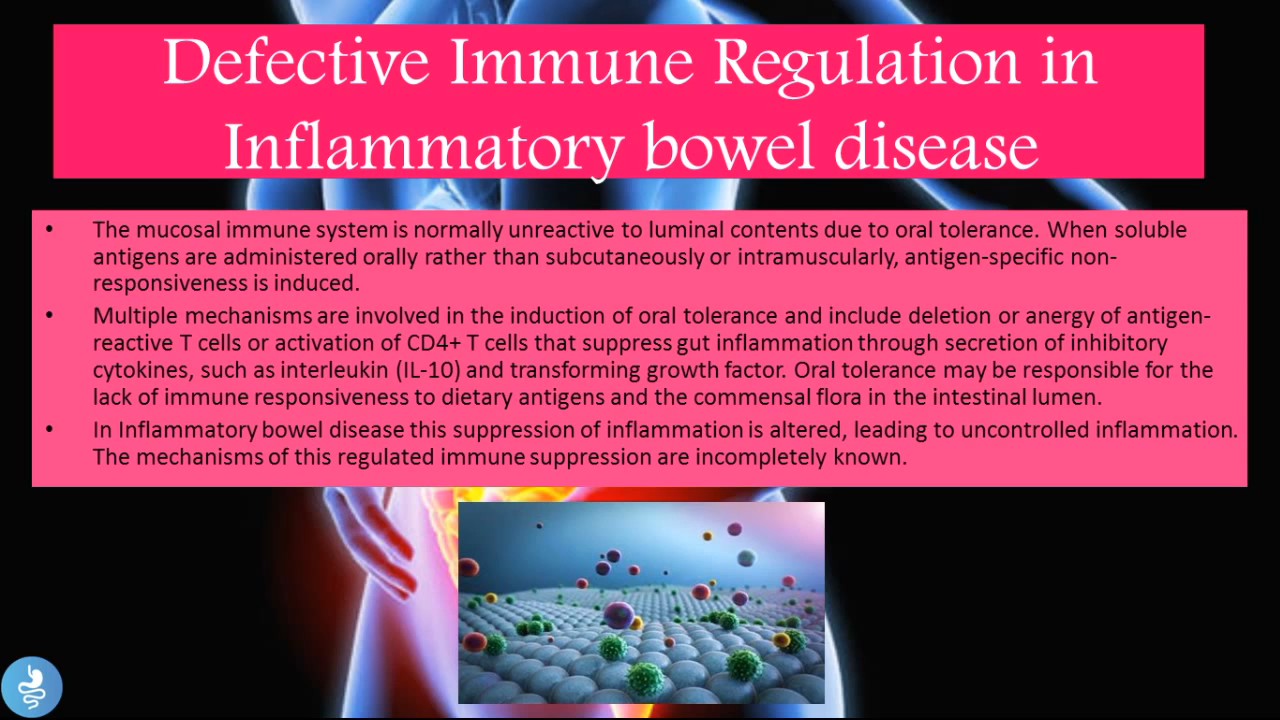 Defective Immune Regulation in
Inflammatory bowel disease
• The mucosal immune system is normally unreactive to luminal contents due to oral tolerance. When soluble
antigens are administered orally rather than subcutaneously or intramuscularly, antigen-specific non-
responsiveness is induced.
• Multiple mechanisms are involved in the induction of oral tolerance and include deletion or anergy of antigen-
reactive T cells or activation of CD4+ T cells that suppress gut inflammation through secretion of inhibitory
cytokines, such as interleukin (IL-10) and transforming growth factor. Oral tolerance may be responsible for the
lack of immune responsiveness to dietary antigens and the commensal flora in the intestinal lumen.
• In Inflammatory bowel disease this suppression of inflammation is altered, leading to uncontrolled inflammation.
The mechanisms of this regulated immune suppression are incompletely known.